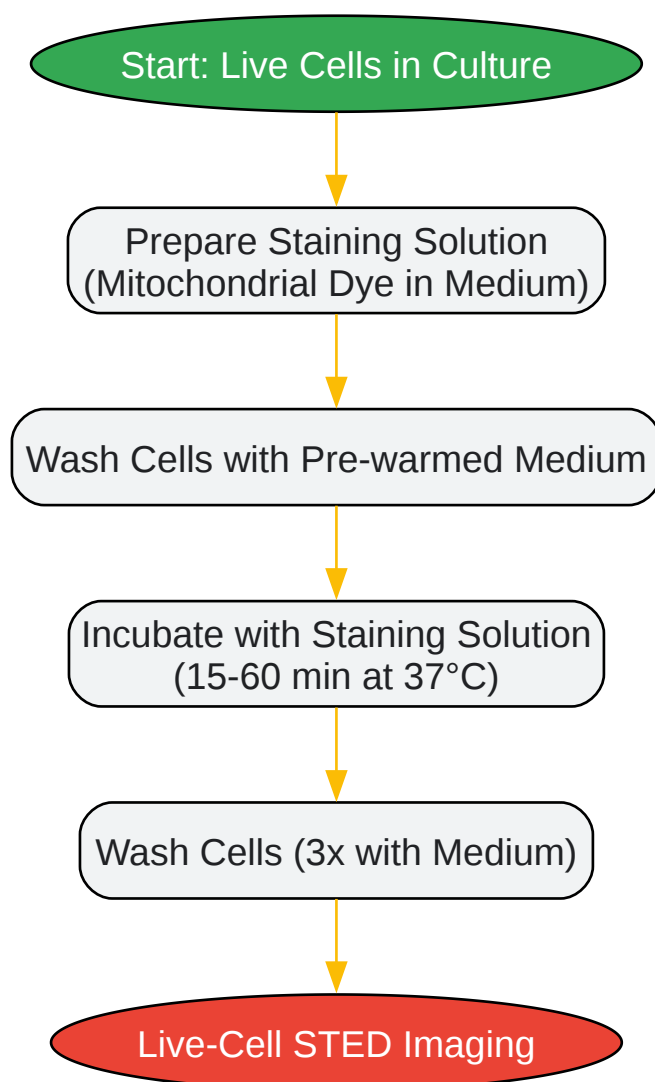 Start: Live Cells in Culture
Prepare Staining Solution
(Mitochondrial Dye in Medium)
Wash Cells with Pre-warmed Medium
Incubate with Staining Solution
(15-60 min at 37°C)
Wash Cells (3x with Medium)
Live-Cell STED Imaging